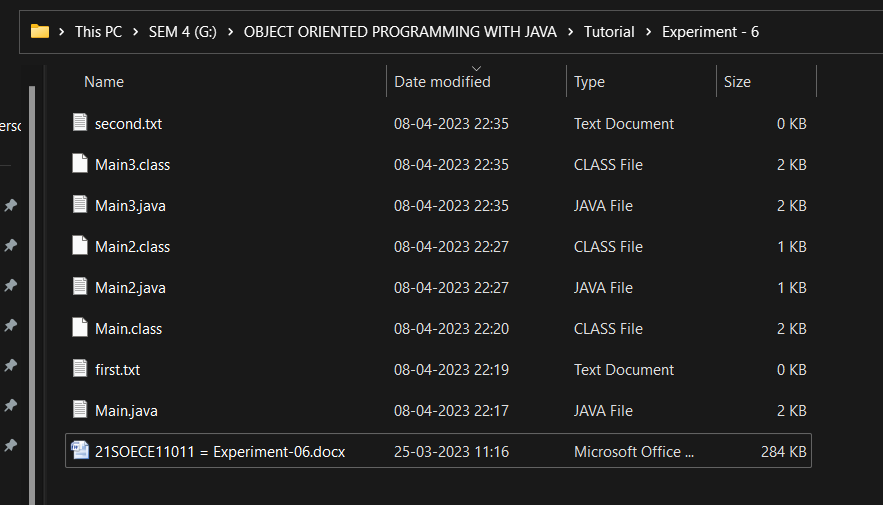 This PC > SEM 4 (G:) > OBJECT ORIENTED PROGRAMMING WITH JAVA > Tutorial > Experiment - 6
Name Date modified Type Size
second.txt 08-04-2023 22:35 Text Document 0 KB
Main3.class 08-04-2023 22:35 CLASS File 2 KB
Main3.java 08-04-2023 22:35 JAVA File 2 KB
Main2.class 08-04-2023 22:27 CLASS File 1 KB
Main2.java 08-04-2023 22:27 JAVA File 1 KB
Main.class 08-04-2023 22:20 CLASS File 2 KB
first.txt 08-04-2023 22:19 Text Document 0 KB
Main.java 08-04-2023 22:17 JAVA File 2 KB
21SOECE11011 = Experiment-06.docx 25-03-2023 11:16 Microsoft Office ... 284 KB